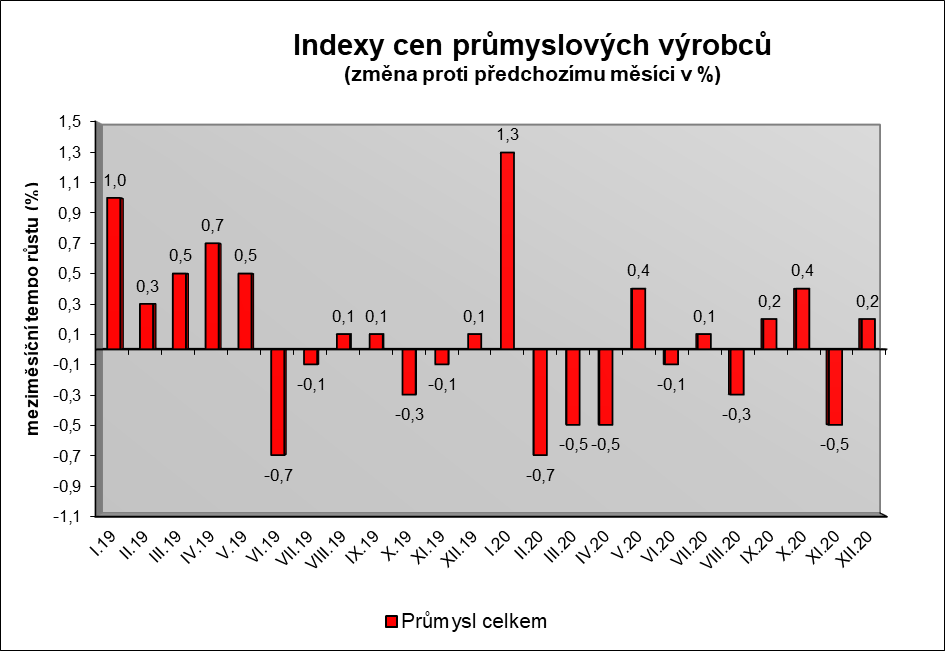 Indexy cen průmyslových výrobců
(změna proti předchozímu měsíci v %)
meziměsíční tempo růstu (%)
1,5
1,3
1,1
0,9
0,7
0,5
0,3
0,1
-0,1
-0,3
-0,5
-0,7
-0,9
-1,1
1,0
0,3
0,5
0,7
0,5
-0,7
-0,1
0,1
0,1
-0,3
-0,1
0,1
1,3
-0,7
-0,5
-0,5
0,4
-0,1
0,1
-0,3
0,2
0,4
-0,5
0,2
I.19
II.19
III.19
IV.19
V.19
VI.19
VII.19
VIII.19
IX.19
X.19
XI.19
XII.19
I.20
II.20
III.20
IV.20
V.20
VI.20
VII.20
VIII.20
IX.20
X.20
XI.20
XII.20
Průmysl celkem